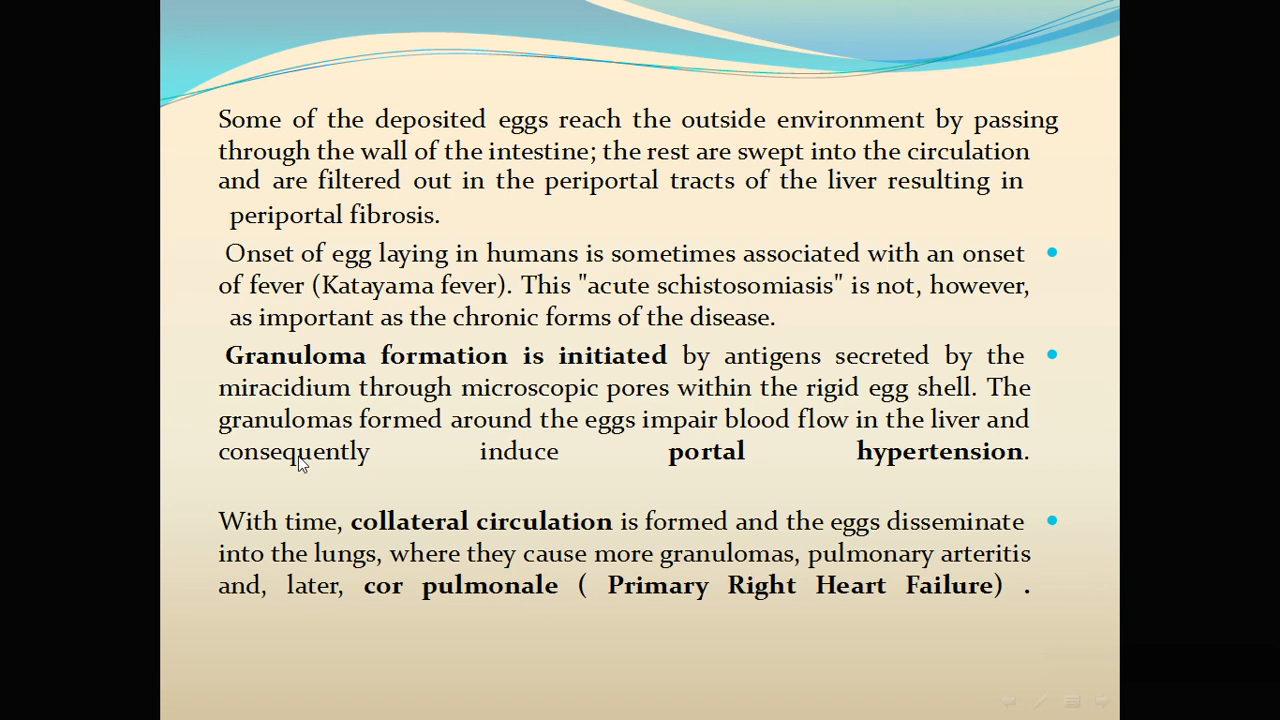 Some of the deposited eggs reach the outside environment by passing
through the wall of the intestine; the rest are swept into the circulation
and are filtered out in the periportal tracts of the liver resulting in
periportal fibrosis.
Onset of egg laying in humans is sometimes associated with an onset
of fever (Katayama fever). This "acute schistosomiasis" is not, however,
as important as the chronic forms of the disease.
Granuloma formation is initiated by antigens secreted by the
miracidium through microscopic pores within the rigid egg shell. The
granulomas formed around the eggs impair blood flow in the liver and
consequently induce portal hypertension.
With time, collateral circulation is formed and the eggs disseminate
into the lungs, where they cause more granulomas, pulmonary arteritis
and, later, cor pulmonale ( Primary Right Heart Failure) .